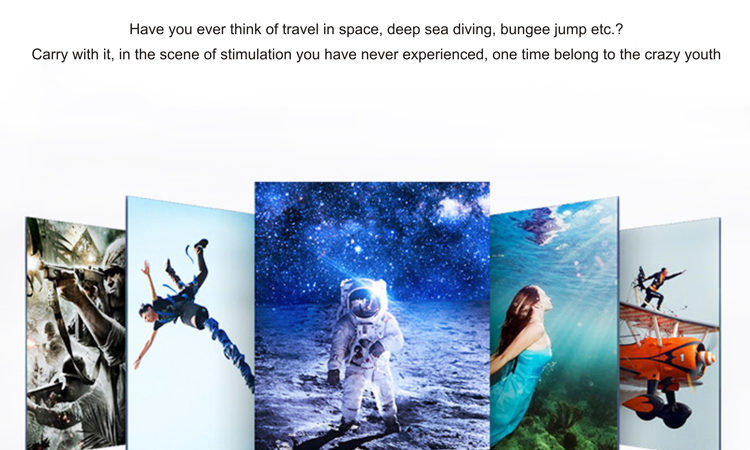 Have you ever think of travel in space, deep sea diving, bungee jump etc.?
Carry with it, in the scene of stimulation you have never experienced, one time belong to the crazy youth